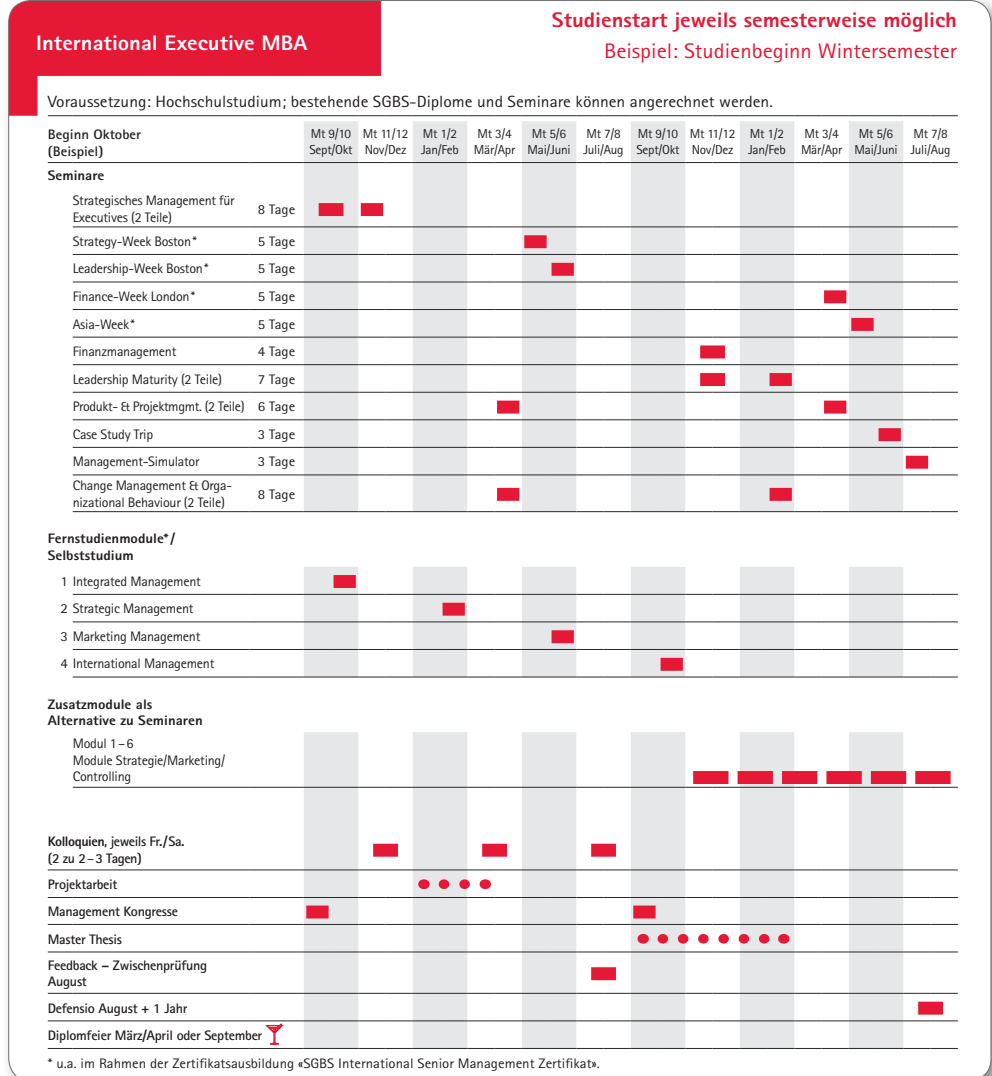 International Executive MBA
Studienstart jeweils semesterweise möglich
Beispiel: Studienbeginn Wintersemester
Voraussetzung: Hochschulstudium; bestehende SGBS-Diplome und Seminare können angerechnet werden.
Beginn Oktober Mt 9/10 Mt 11/12 Mt 1/2 Mt 3/4 Mt 5/6 Mt 7/8 Mt 9/10 Mt 11/12 Mt 1/2 Mt 3/4 Mt 5/6 Mt 7/8
(Beispiel) Sept/Okt Nov/Dez Jan/Feb Mär/Apr Mai/Juni Juli/Aug Sept/Okt Nov/Dez Jan/Feb Mär/Apr Mai/Juni Juli/Aug
Seminare
Strategisches Management für
Executives (2 Teile) 8 Tage
Strategy-Week Boston* 5 Tage
Leadership-Week Boston* 5 Tage
Finance-Week London* 5 Tage
Asia-Week* 5 Tage
Finanzmanagement 4 Tage
Leadership Maturity (2 Teile) 7 Tage
Produkt- & Projektmgmt. (2 Teile) 6 Tage
Case Study Trip 3 Tage
Management-Simulator 3 Tage
Change Management & Orga-
nizational Behaviour (2 Teile) 8 Tage
Fernstudienmodule*/
Selbststudium
1 Integrated Management
2 Strategic Management
3 Marketing Management
4 International Management
Zusatzmodule als
Alternative zu Seminaren
Modul 1–6
Module Strategie/Marketing/
Controlling
Kolloquien, jeweils Fr./Sa.
(2 zu 2–3 Tagen)
Projektarbeit
Management Kongresse
Master Thesis
Feedback – Zwischenprüfung
August
Defensio August + 1 Jahr
Diplomfeier März/April oder September
* u.a. im Rahmen der Zertifikatsausbildung «SGBS International Senior Management Zertifikat».